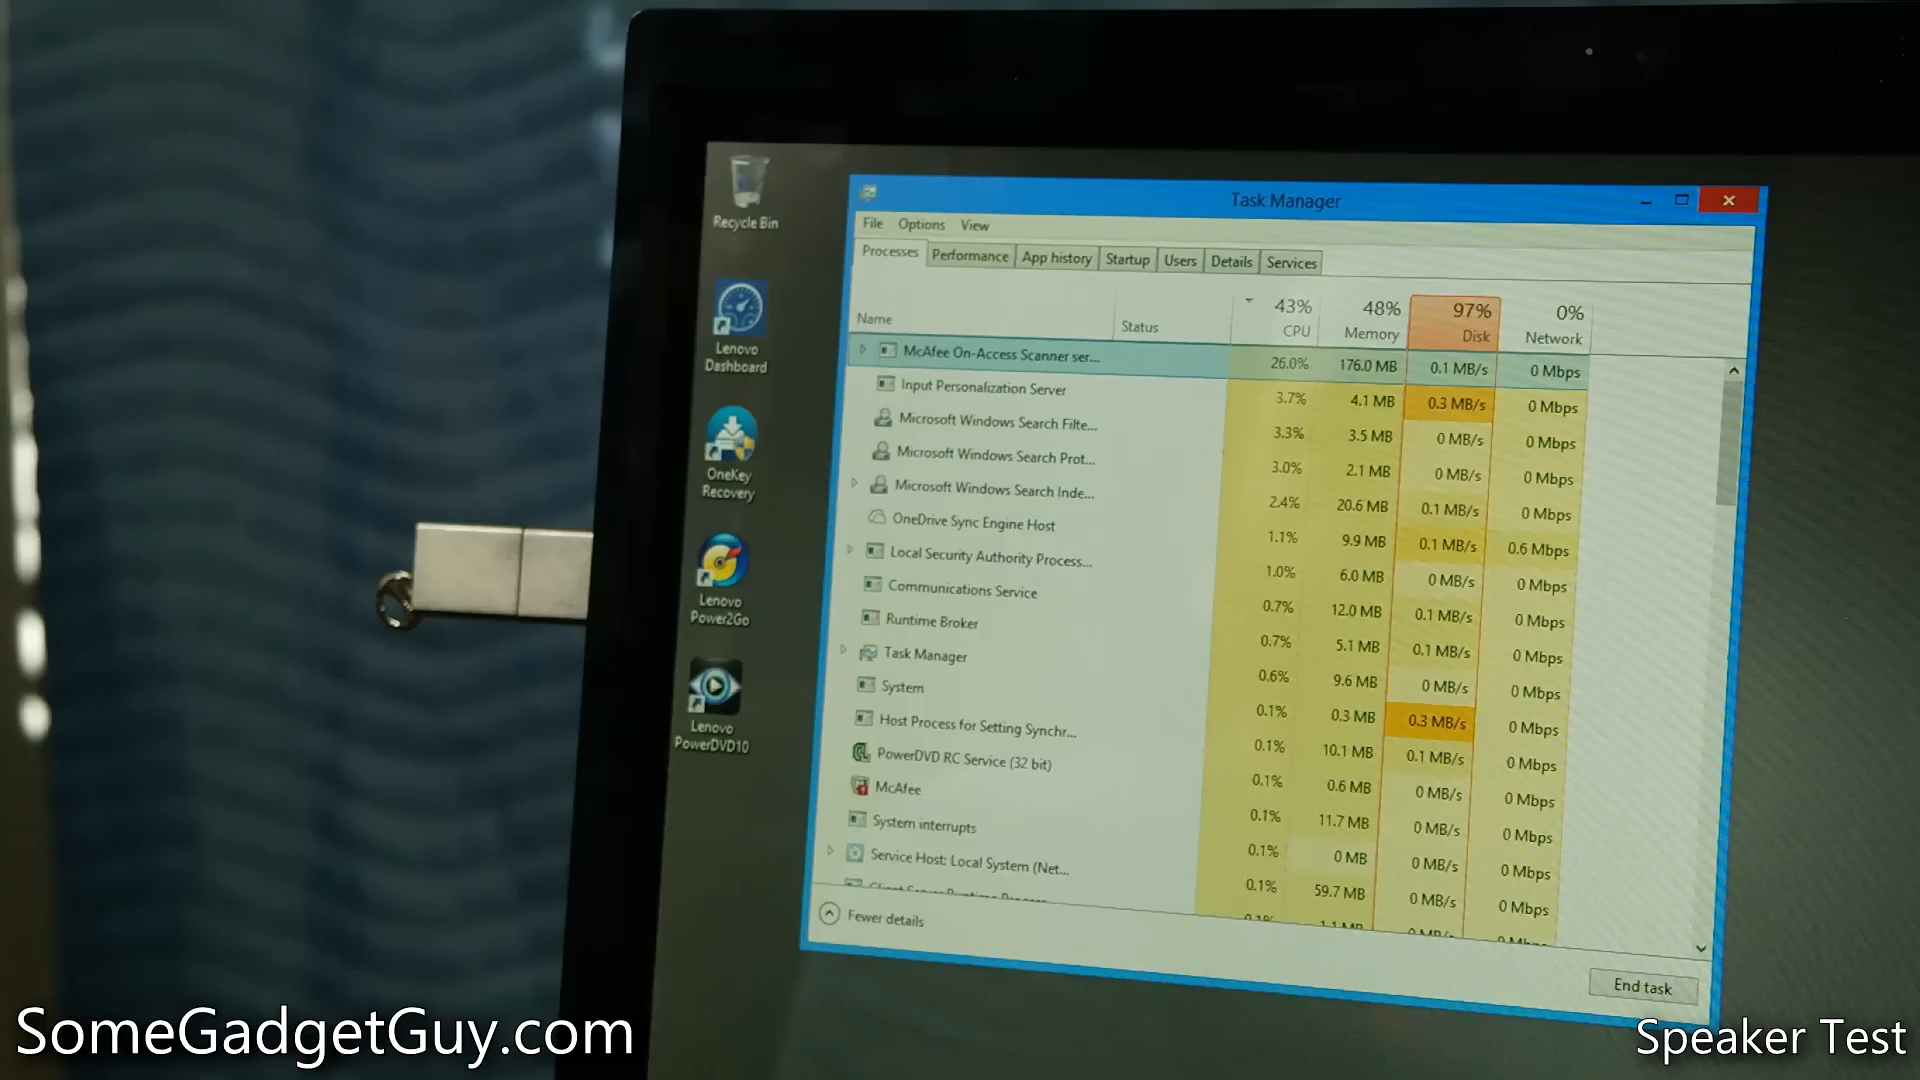 Recycle Bin
Lenovo
Dashboard
OneKey
Recovery
Lenovo
Power2Go
Lenovo
PowerDVD10
Task Manager
File Options View
Processes Performance App history Startup Users Details Services
43% 48% 97% 0%
Name Status CPU Memory Disk Network
McAfee On-Access Scanner ser... 26.0% 176.0 MB 0.1 MB/s 0 Mbps
Input Personalization Server 3.7% 4.1 MB 0.3 MB/s 0 Mbps
Microsoft Windows Search Filte... 3.3% 3.5 MB 0 MB/s 0 Mbps
Microsoft Windows Search Prot... 3.0% 2.1 MB 0 MB/s 0 Mbps
Microsoft Windows Search Inde... 2.4% 20.6 MB 0.1 MB/s 0 Mbps
OneDrive Sync Engine Host 1.1% 9.9 MB 0.1 MB/s 0.6 Mbps
Local Security Authority Process... 1.0% 6.0 MB 0 MB/s 0 Mbps
Communications Service 0.7% 12.0 MB 0.1 MB/s 0 Mbps
Runtime Broker 0.7% 5.1 MB 0.1 MB/s 0 Mbps
Task Manager 0.6% 9.6 MB 0 MB/s 0 Mbps
System 0.1% 0.3 MB 0.3 MB/s 0 Mbps
Host Process for Setting Synchr... 0.1% 10.1 MB 0.1 MB/s 0 Mbps
PowerDVD RC Service (32 bit) 0.1% 0.6 MB 0 MB/s 0 Mbps
McAfee 0.1% 11.7 MB 0 MB/s 0 Mbps
System interrupts 0.1% 0 MB 0 MB/s 0 Mbps
Service Host: Local System (Net... 0.1% 59.7 MB 0 MB/s 0 Mbps
Fewer details
End task
SomeGadgetGuy.com
Speaker Test